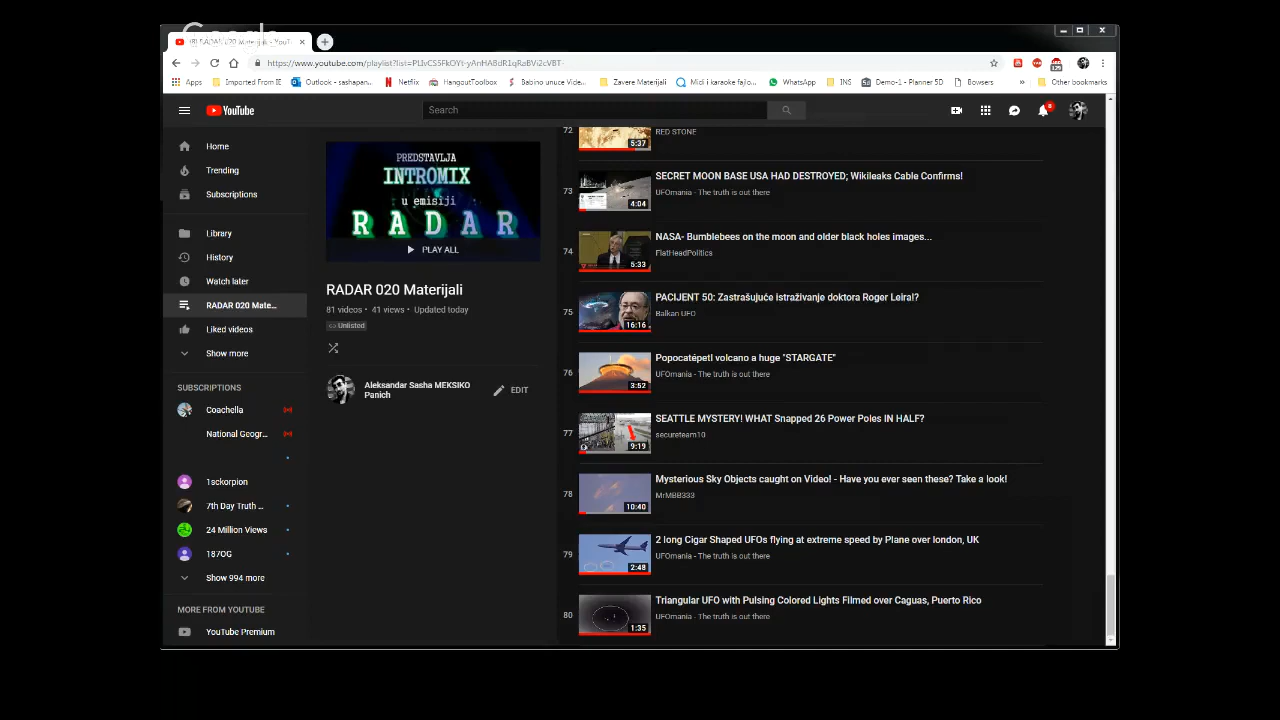 Google
(8) RADAR 020 Materijali - YouT
https://www.youtube.com/playlist?list=
Apps
Imported From IE
Outlook - sashapan...
Netflix
HangoutToolbox
Babino unuce Videa...
Zavere Materijali
Midi i karaoke fajlo...
WhatsApp
INS
Demo-1 - Planner 5D
Bowsers
»
Other bookmarks
YouTube
Search
8
Home
Trending
Subscriptions
Library
History
Watch later
RADAR 020 Mate...
Liked videos
Show more
SUBSCRIPTIONS
Coachella
National Geogr...
1sckorpion
7th Day Truth ...
24 Million Views
187OG
Show 994 more
MORE FROM YOUTUBE
YouTube Premium
PREDSTAVLJA
INTROMIX
u emisiji
RADAR
PLAY ALL
RADAR 020 Materijali
81 videos • 41 views • Updated today
Unlisted
Aleksandar Sasha MEKSIKO
Panich
EDIT
72
5:37
RED STONE
73
4:04
SECRET MOON BASE USA HAD DESTROYED; Wikileaks Cable Confirms!
UFOmania - The truth is out there
74
5:33
NASA- Bumblebees on the moon and older black holes images...
FlatHeadPolitics
75
16:16
PACIJENT 50: Zastrašujuće istraživanje doktora Roger Leira!?
Balkan UFO
76
3:52
Popocatépetl volcano a huge "STARGATE"
UFOmania - The truth is out there
77
9:19
SEATTLE MYSTERY! WHAT Snapped 26 Power Poles IN HALF?
secureteam10
78
10:40
Mysterious Sky Objects caught on Video! - Have you ever seen these? Take a look!
MrMBB333
79
2:48
2 long Cigar Shaped UFOs flying at extreme speed by Plane over london, UK
UFOmania - The truth is out there
80
1:35
Triangular UFO with Pulsing Colored Lights Filmed over Caguas, Puerto Rico
UFOmania - The truth is out there